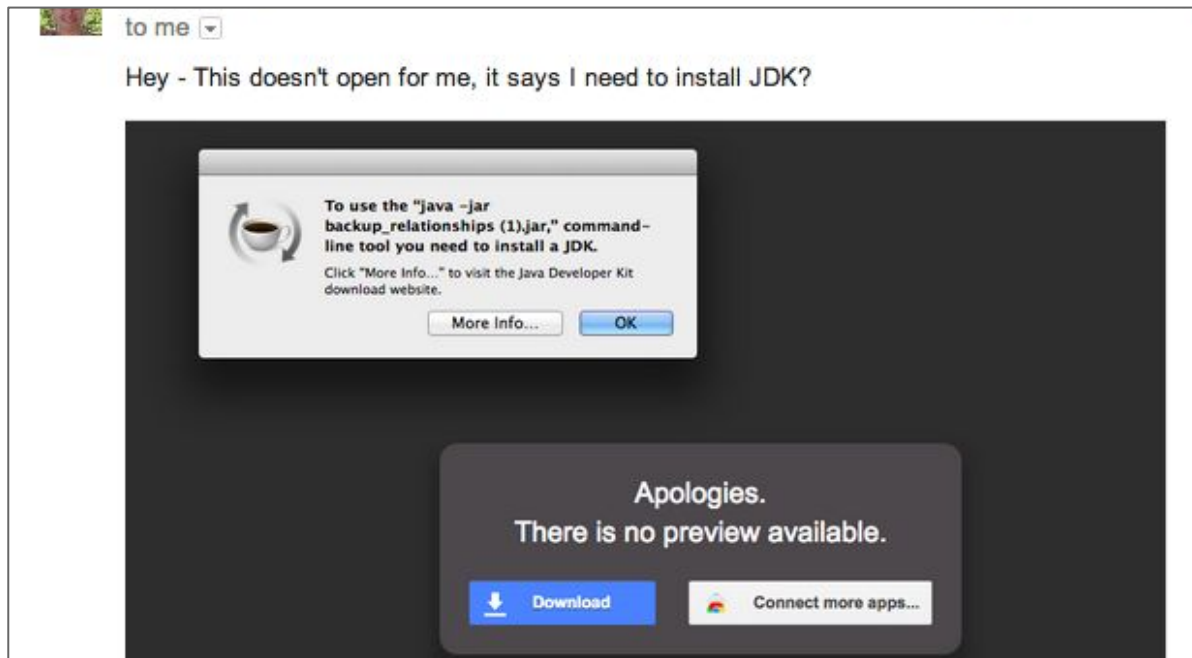 to me
Hey - This doesn't open for me, it says I need to install JDK?
To use the "java –jar
backup_relationships (1).jar," command–
line tool you need to install a JDK.
Click "More Info..." to visit the Java Developer Kit
download website.
More Info...
OK
Apologies.
There is no preview available.
Download
Connect more apps...